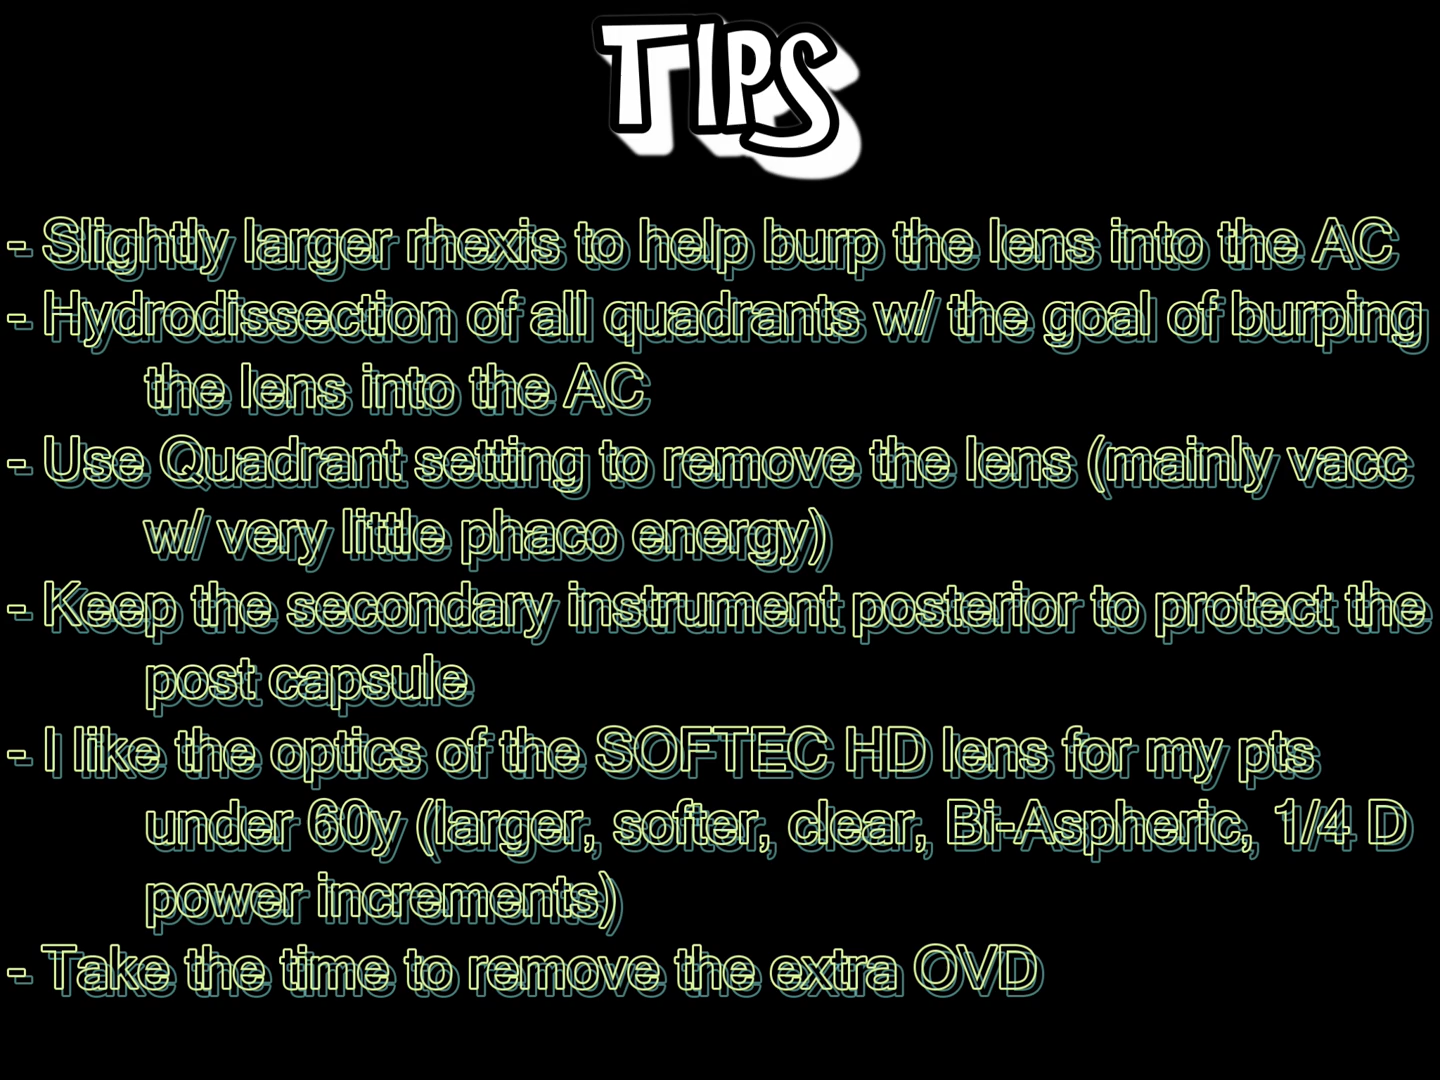 TIPS
- Slightly larger rhexis to help burp the lens into the AC
- Hydrodissection of all quadrants w/ the goal of burping
the lens into the AC
- Use Quadrant setting to remove the lens (mainly vacc
w/ very little phaco energy)
- Keep the secondary instrument posterior to protect the
post capsule
- I like the optics of the SOFTEC HD lens for my pts
under 60y (larger, softer, clear, Bi-Aspheric, 1/4 D
power increments)
- Take the time to remove the extra OVD